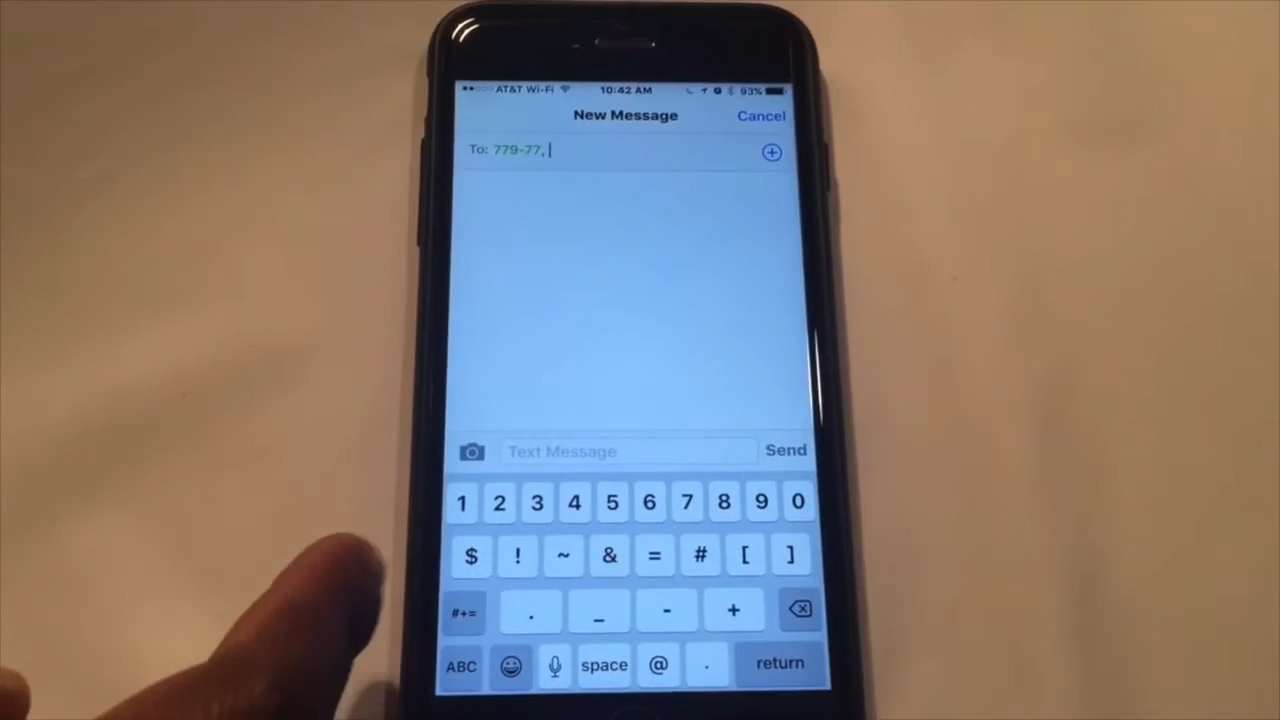 AT&T Wi-Fi 10:42 AM 93%
New Message Cancel
To: 779-77,
Text Message Send
1 2 3 4 5 6 7 8 9 0
$ ! ~ & = # [ ]
#+= . _ - +
ABC space @ . return